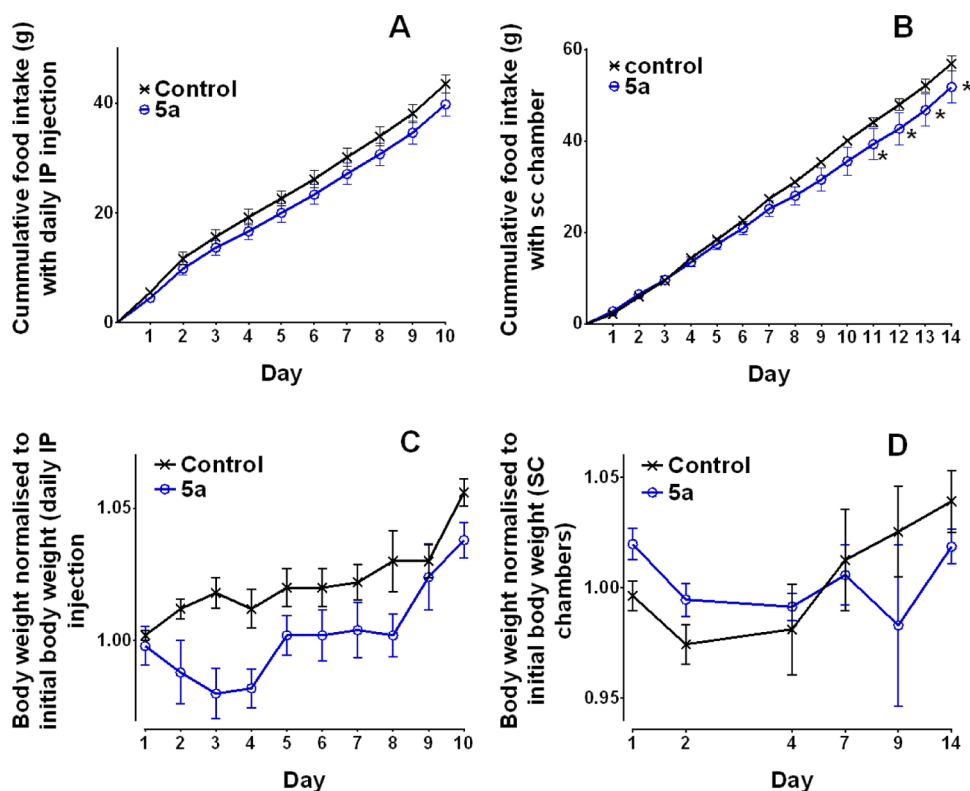 A
Cummulative food intake (g)
with daily IP injection
Control
5a
40
20
0
1 2 3 4 5 6 7 8 9 10
Day
B
Cummulative food intake (g)
with sc chamber
control
5a
60
40
20
0
* * * *
1 2 3 4 5 6 7 8 9 10 11 12 13 14
Day
C
Body weight normalised to
initial body weight (daily IP
injection
Control
5a
1.05
1.00
1 2 3 4 5 6 7 8 9 10
Day
D
Body weight normalised to
initial body weight (SC
chambers)
Control
5a
1.05
1.00
0.95
1 2 4 7 9 14
Day